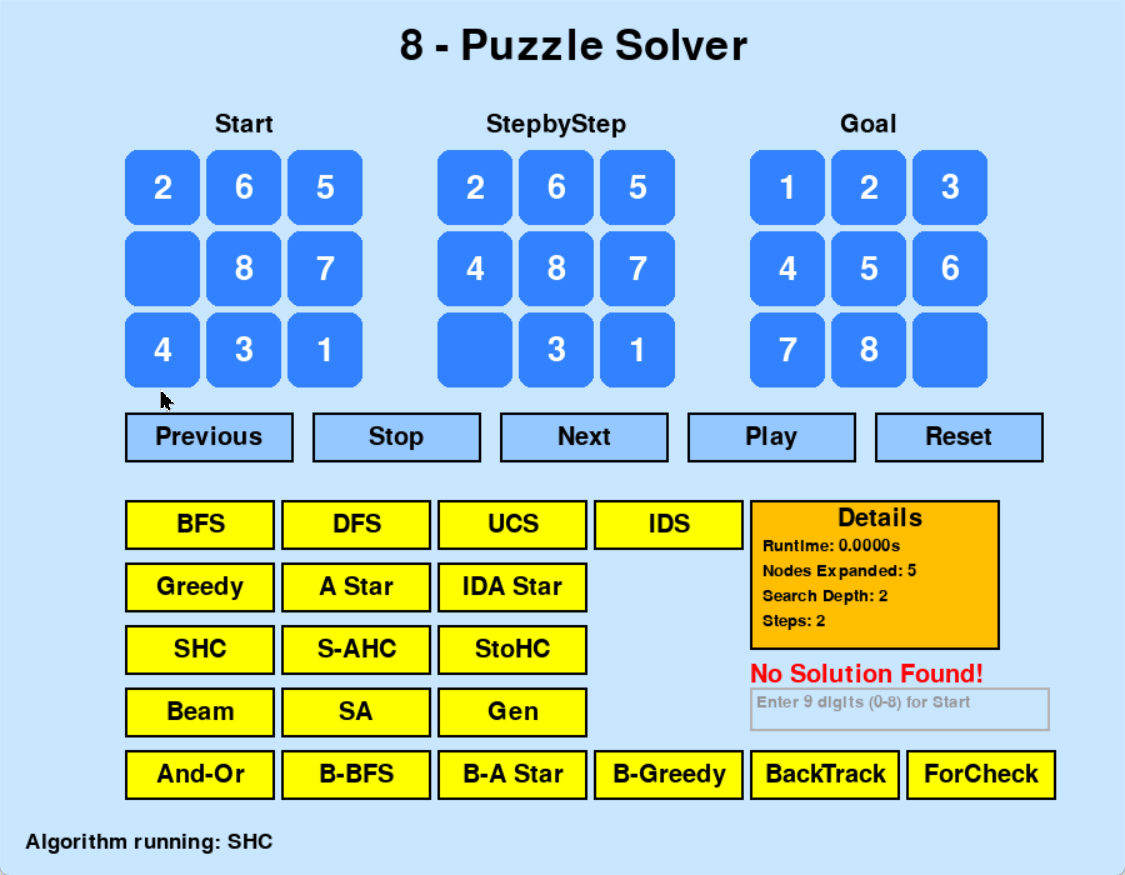 8 - Puzzle Solver
Start StepbyStep Goal
2 6 5 2 6 5 1 2 3
8 7 4 8 7 4 5 6
4 3 1 3 1 7 8
Previous Stop Next Play Reset
BFS DFS UCS IDS
Details
Runtime: 0.0000s
Nodes Expanded: 5
Search Depth: 2
Steps: 2
Greedy A Star IDA Star
SHC S-AHC StoHC
No Solution Found!
Enter 9 digits (0-8) for Start
Beam SA Gen
And-Or B-BFS B-A Star B-Greedy BackTrack ForCheck
Algorithm running: SHC